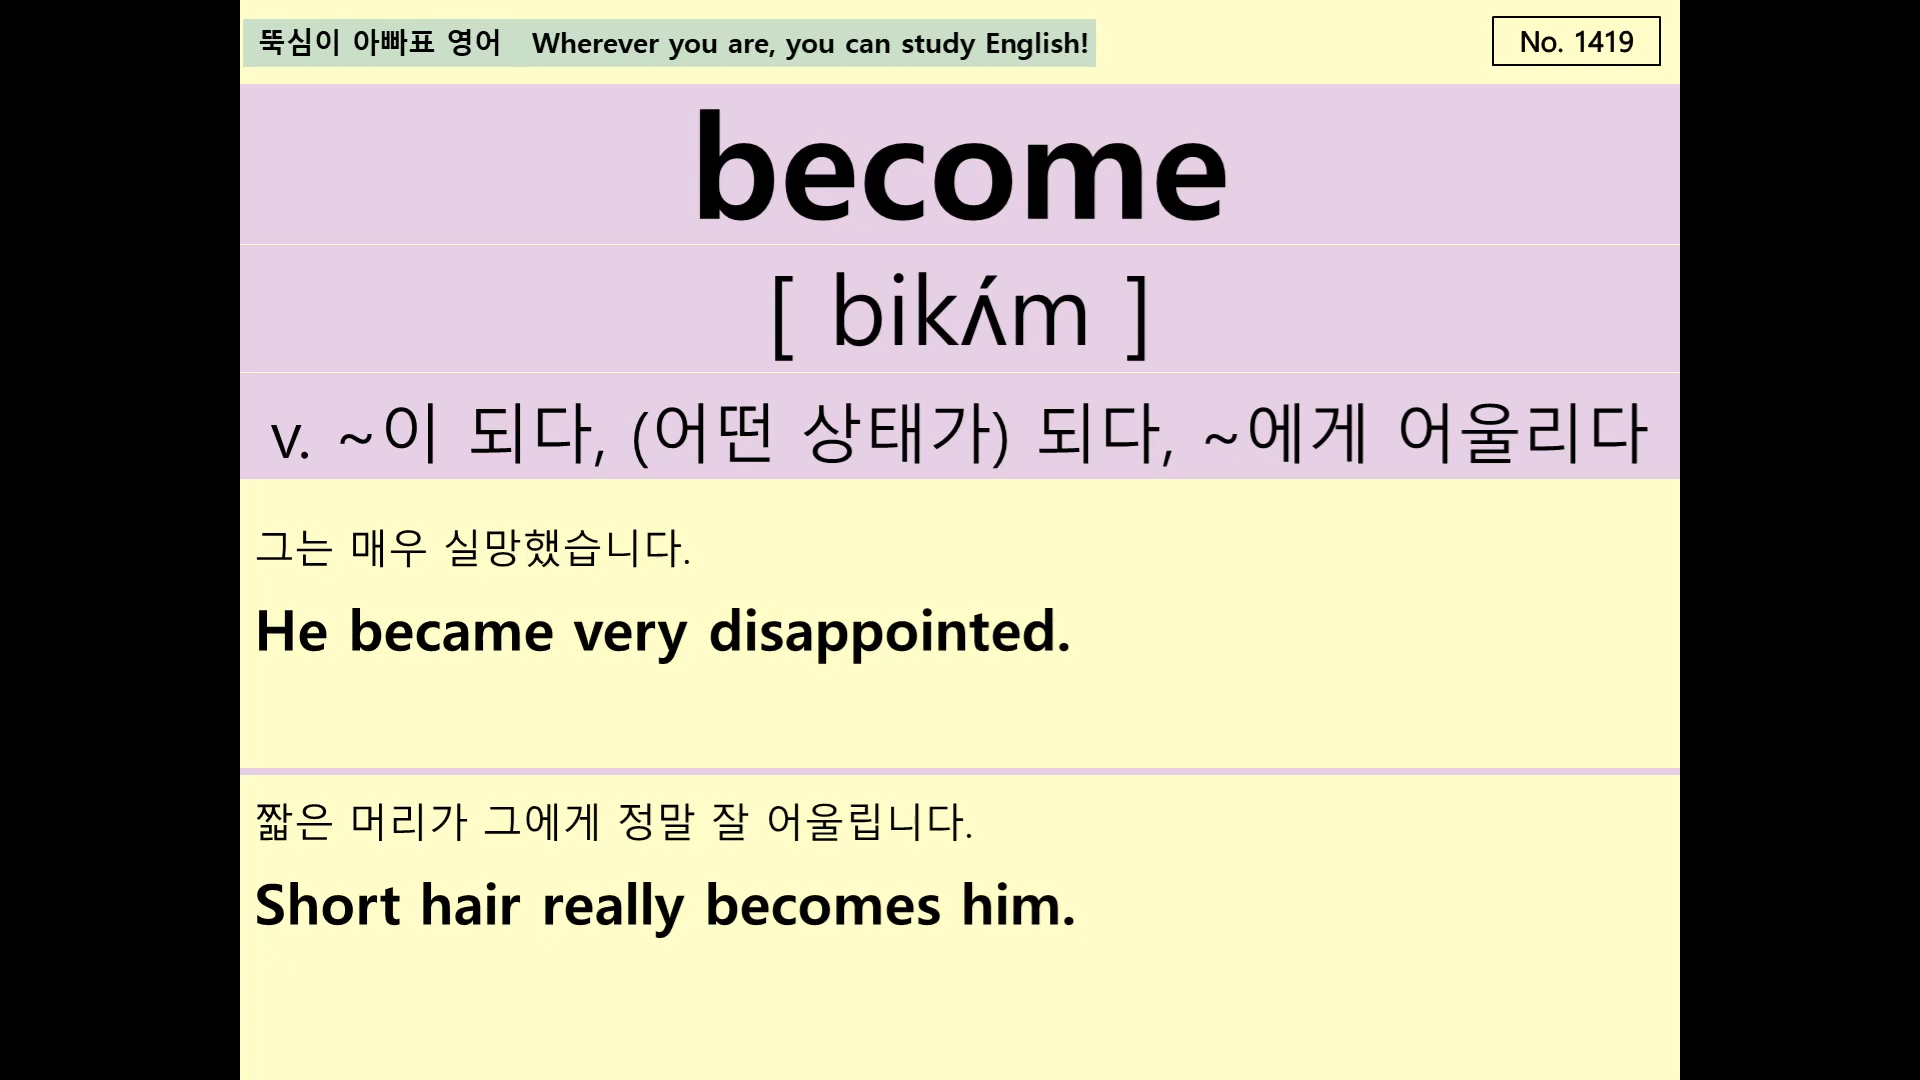 뚝심이 아빠표 영어 Wherever you are, you can study English!
No. 1419
become
[ bikʌ́m ]
v. ~이 되다, (어떤 상태가) 되다, ~에게 어울리다
그는 매우 실망했습니다.
He became very disappointed.
짧은 머리가 그에게 정말 잘 어울립니다.
Short hair really becomes him.